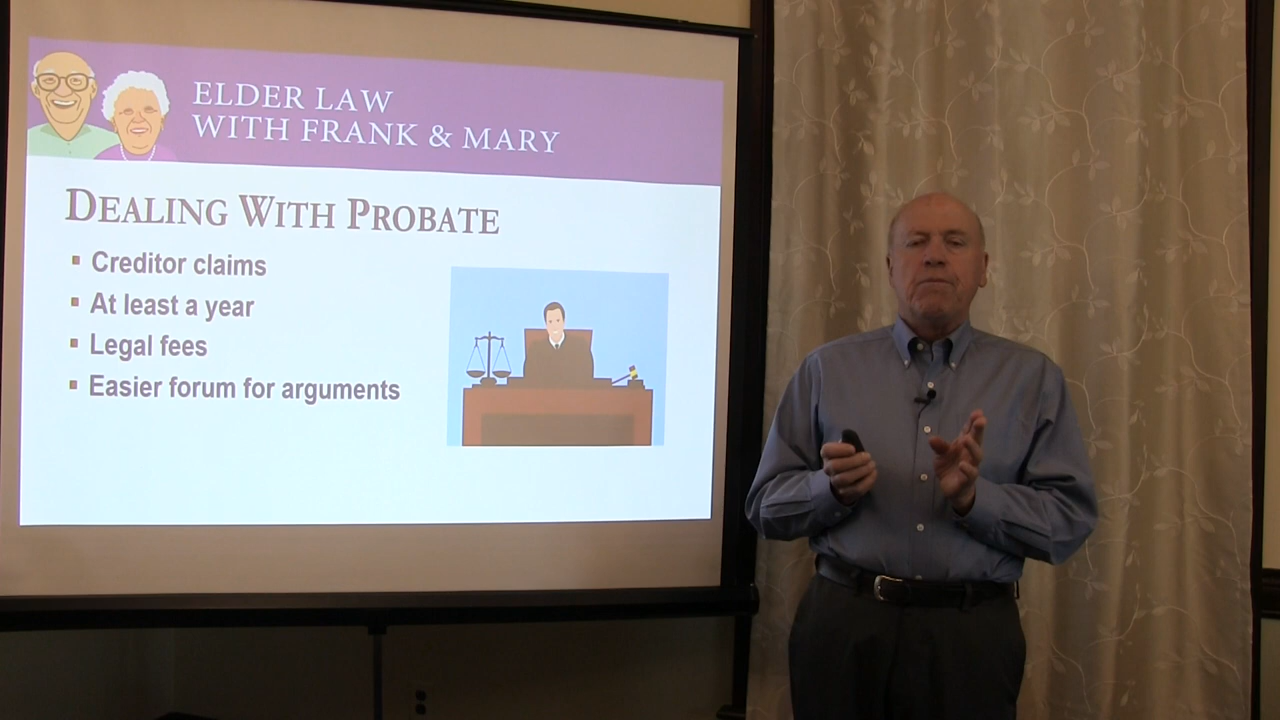 ELDER LAW
WITH FRANK & MARY
DEALING WITH PROBATE
▪ Creditor claims
▪ At least a year
▪ Legal fees
▪ Easier forum for arguments